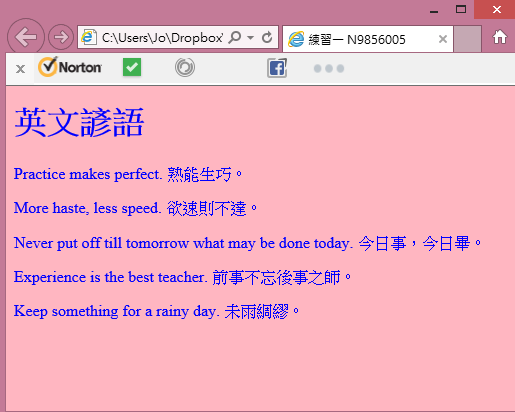 C:\Users\Jo\Dropbox\
練習一 N9856005
Norton
英文諺語
Practice makes perfect. 熟能生巧。
More haste, less speed. 欲速則不達。
Never put off till tomorrow what may be done today. 今日事，今日畢。
Experience is the best teacher. 前事不忘後事之師。
Keep something for a rainy day. 未雨綢繆。